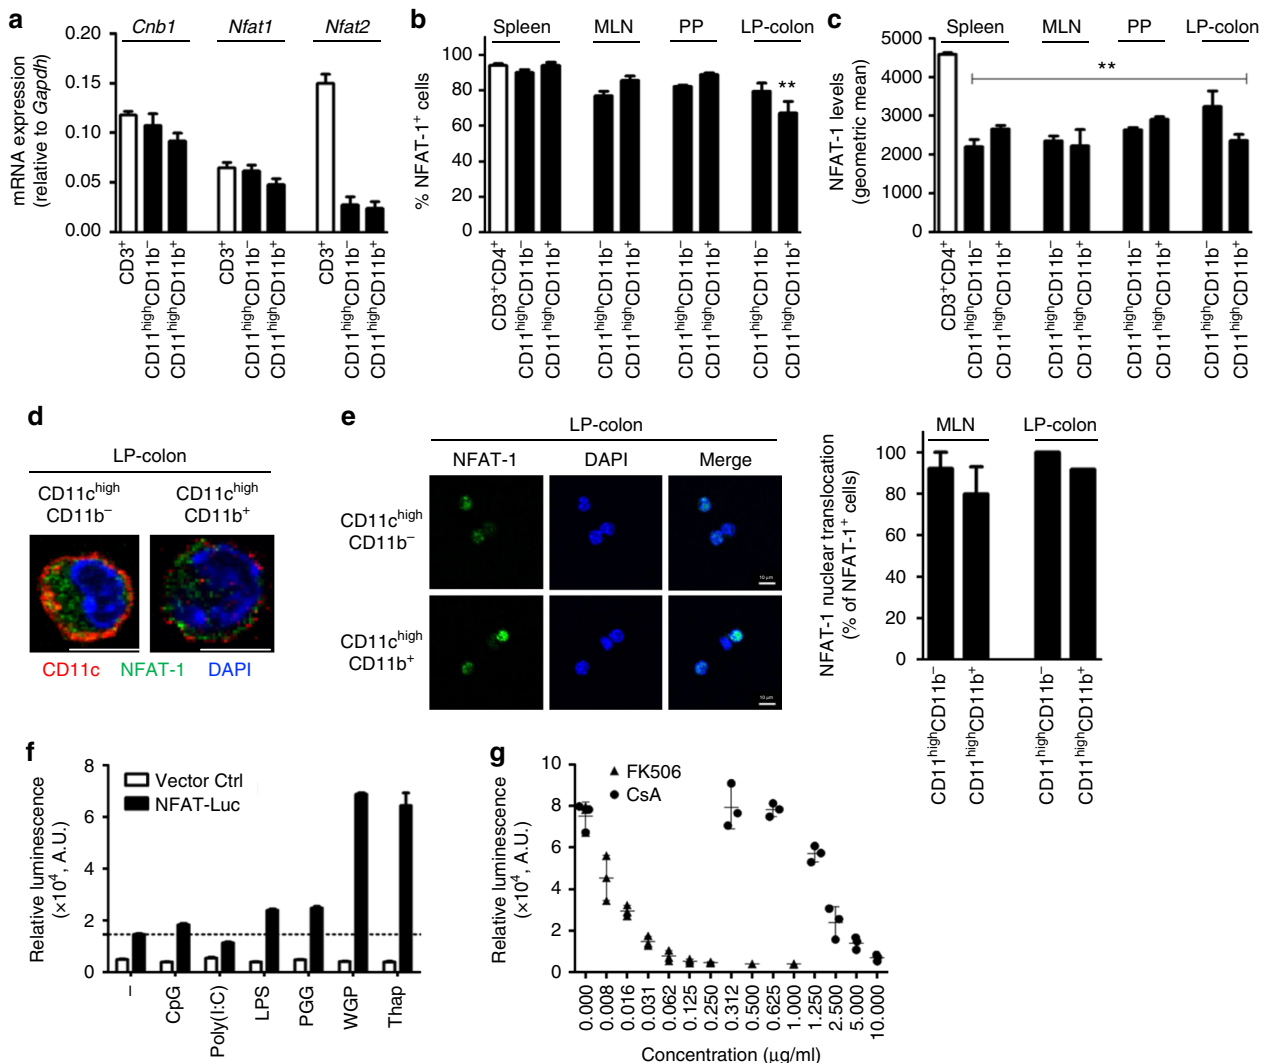 a
Cnb1 Nfat1 Nfat2
mRNA expression
(relative to Gapdh)
0.20
0.15
0.10
0.05
0.00
CD3⁺
CD11ʰⁱᵍʰCD11b⁻
CD11ʰⁱᵍʰCD11b⁺
CD3⁺
CD11ʰⁱᵍʰCD11b⁻
CD11ʰⁱᵍʰCD11b⁺
CD3⁺
CD11ʰⁱᵍʰCD11b⁻
CD11ʰⁱᵍʰCD11b⁺
b
Spleen MLN PP LP-colon
% NFAT-1⁺ cells
100
80
60
40
20
0
**
CD3⁺CD4⁺
CD11ʰⁱᵍʰCD11b⁻
CD11ʰⁱᵍʰCD11b⁺
CD11ʰⁱᵍʰCD11b⁻
CD11ʰⁱᵍʰCD11b⁺
CD11ʰⁱᵍʰCD11b⁻
CD11ʰⁱᵍʰCD11b⁺
CD11ʰⁱᵍʰCD11b⁻
CD11ʰⁱᵍʰCD11b⁺
c
Spleen MLN PP LP-colon
NFAT-1 levels
(geometric mean)
5000
4000
3000
2000
1000
0
**
CD3⁺CD4⁺
CD11ʰⁱᵍʰCD11b⁻
CD11ʰⁱᵍʰCD11b⁺
CD11ʰⁱᵍʰCD11b⁻
CD11ʰⁱᵍʰCD11b⁺
CD11ʰⁱᵍʰCD11b⁻
CD11ʰⁱᵍʰCD11b⁺
CD11ʰⁱᵍʰCD11b⁻
CD11ʰⁱᵍʰCD11b⁺
d
LP-colon
CD11cʰⁱᵍʰ CD11cʰⁱᵍʰ
CD11b⁻ CD11b⁺
CD11c NFAT-1 DAPI
e
LP-colon
NFAT-1 DAPI Merge
CD11cʰⁱᵍʰ
CD11b⁻
10 µm
CD11cʰⁱᵍʰ
CD11b⁺
10 µm
MLN LP-colon
NFAT-1 nuclear translocation
(% of NFAT-1⁺ cells)
100
80
60
40
20
0
CD11ʰⁱᵍʰCD11b⁻
CD11ʰⁱᵍʰCD11b⁺
CD11ʰⁱᵍʰCD11b⁻
CD11ʰⁱᵍʰCD11b⁺
f
Vector Ctrl
NFAT-Luc
Relative luminescence
(×10⁴, A.U.)
8
6
4
2
0
–
CpG
Poly(I:C)
LPS
PGG
WGP
Thap
g
FK506
CsA
Relative luminescence
(×10⁴, A.U.)
10
8
6
4
2
0
0.000
0.008
0.016
0.031
0.062
0.125
0.250
0.312
0.500
0.625
1.000
1.250
2.500
5.000
10.000
Concentration (µg/ml)